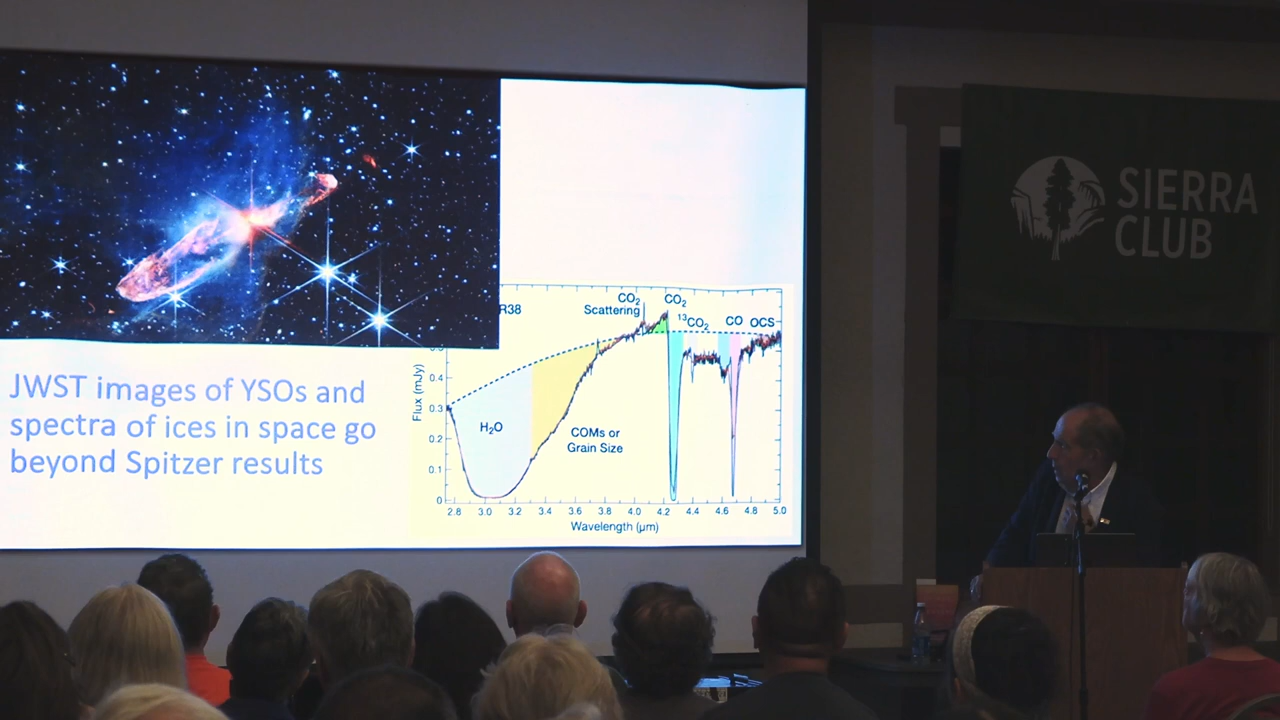 JWST images of YSOs and
spectra of ices in space go
beyond Spitzer results
R38
CO2
Scattering
CO2
13CO2
CO
OCS
H2O
COMs or
Grain Size
Flux (mJy)
0.4
0.3
0.2
0.1
0
2.8 3.0 3.2 3.4 3.6 3.8 4.0 4.2 4.4 4.6 4.8 5.0
Wavelength (μm)
SIERRA
CLUB